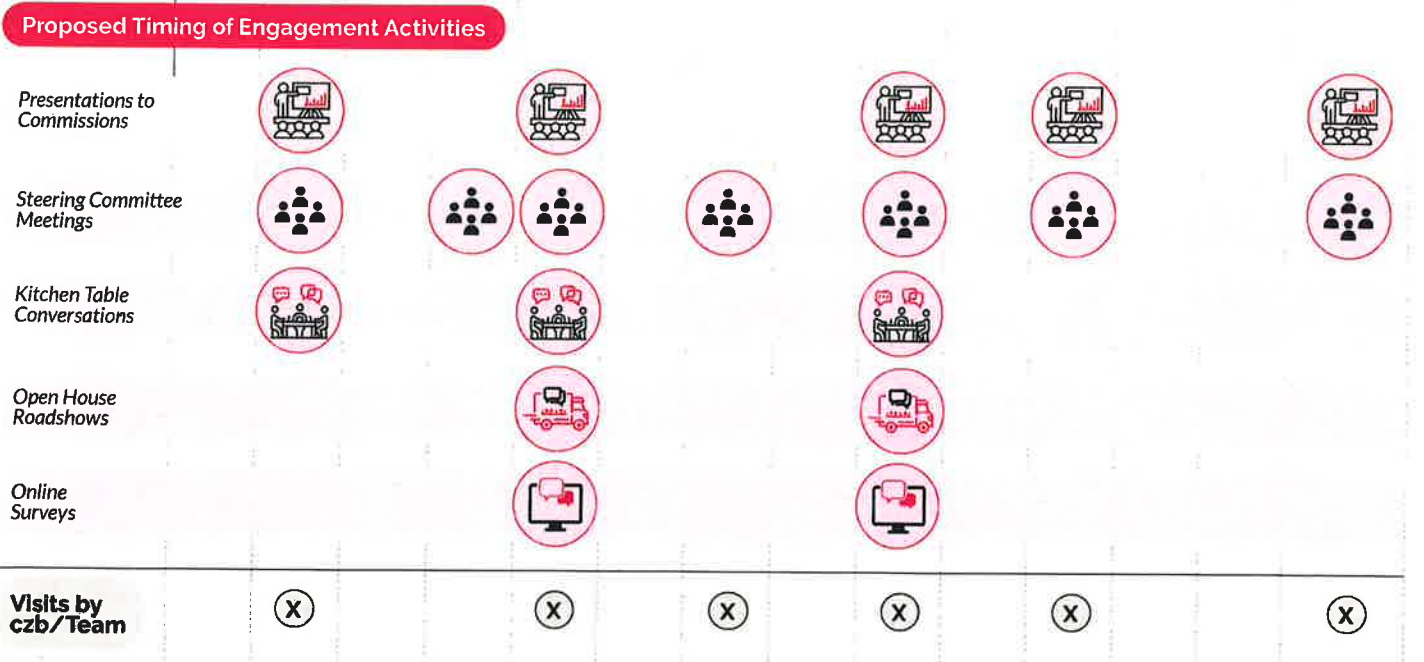 Proposed Timing of Engagement Activities
Presentations to
Commissions
Steering Committee
Meetings
Kitchen Table
Conversations
Open House
Roadshows
Online
Surveys
Visits by
czb/Team
X
X
X
X
X
X